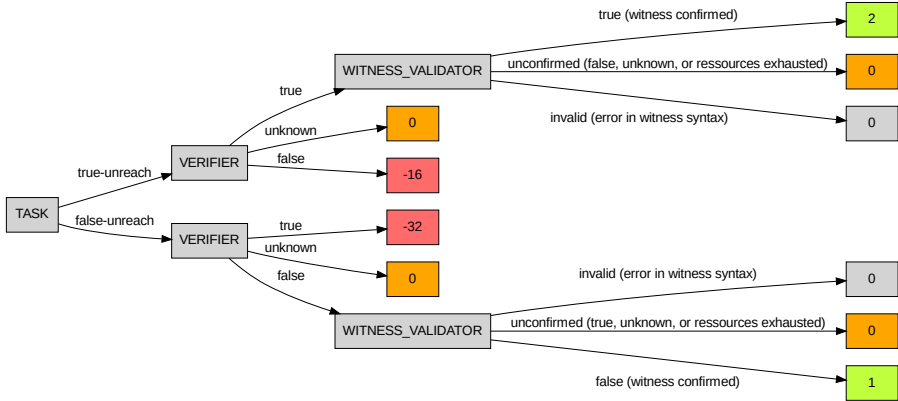 true (witness confirmed)
2
WITNESS_VALIDATOR
unconfirmed (false, unknown, or ressources exhausted)
0
true
invalid (error in witness syntax)
0
unknown
0
VERIFIER
false
-16
true-unreach
TASK
false-unreach
VERIFIER
true
-32
unknown
0
false
invalid (error in witness syntax)
0
WITNESS_VALIDATOR
unconfirmed (true, unknown, or ressources exhausted)
0
false (witness confirmed)
1